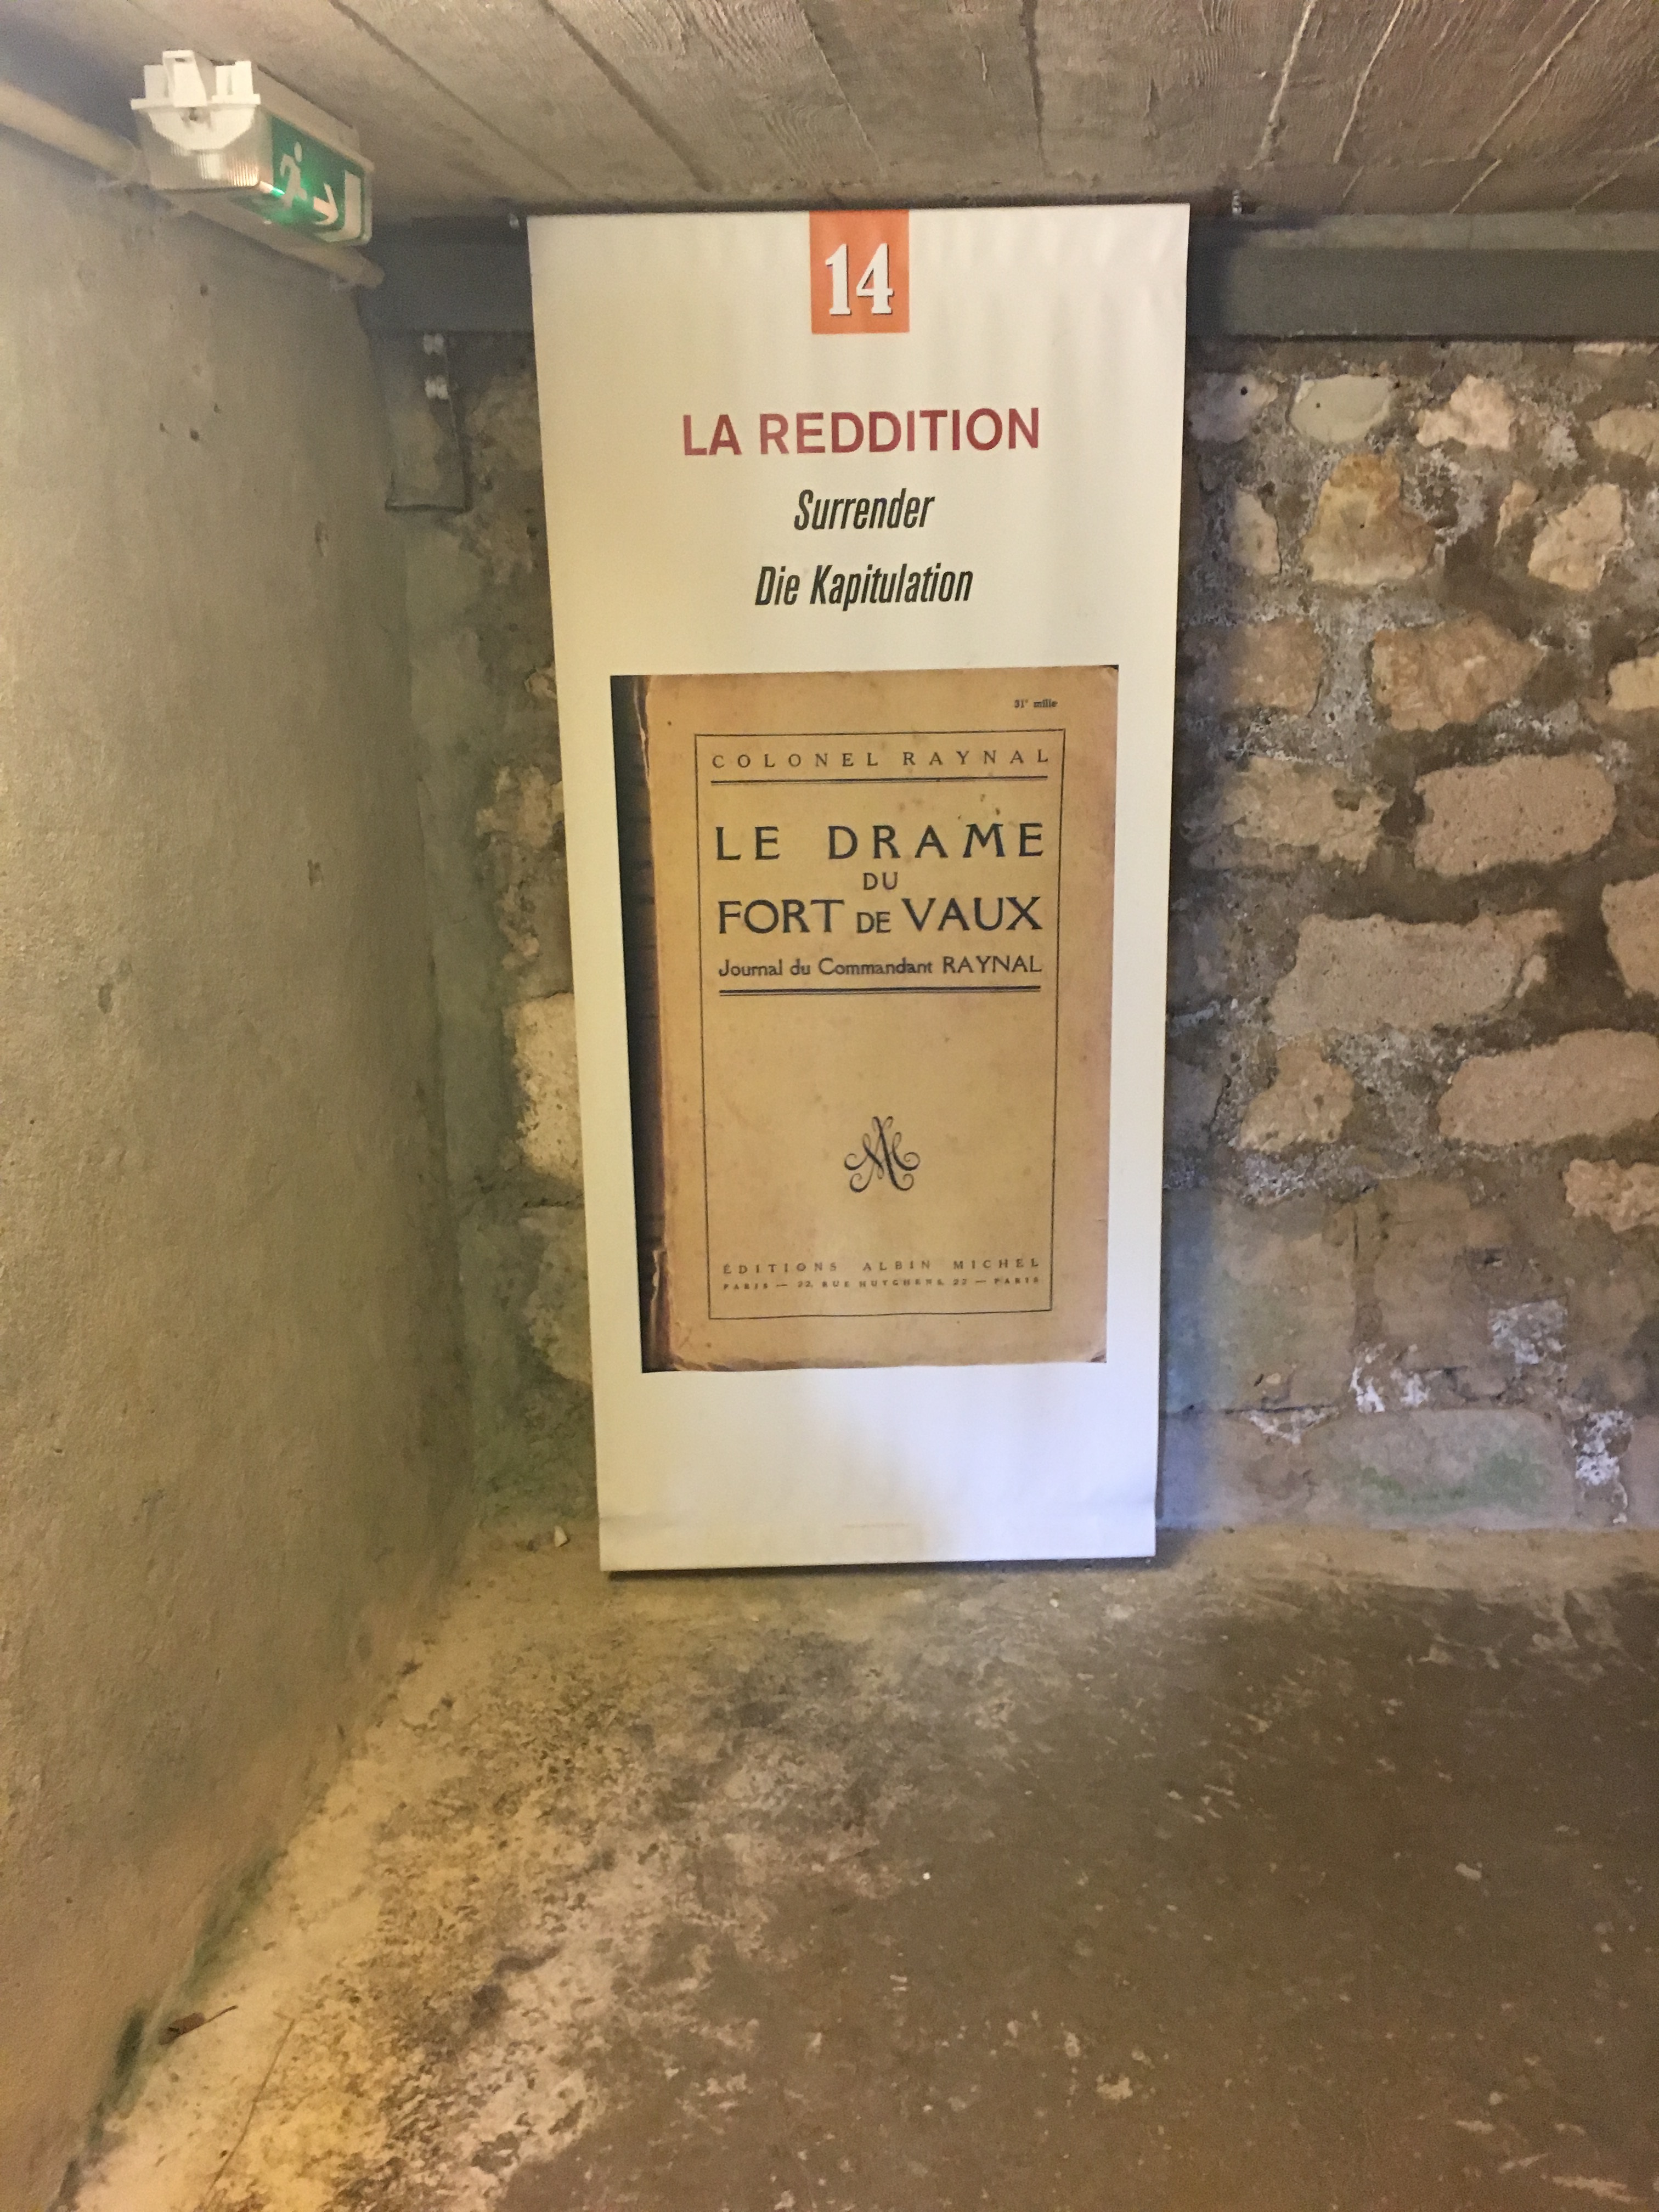 14
LA REDDITION
Surrender
Die Kapitulation
31e mille
COLONEL RAYNAL
LE DRAME
DU
FORT DE VAUX
Journal du Commandant RAYNAL
ÉDITIONS ALBIN MICHEL
PARIS — 22, RUE HUYGHENS, 22 — PARIS